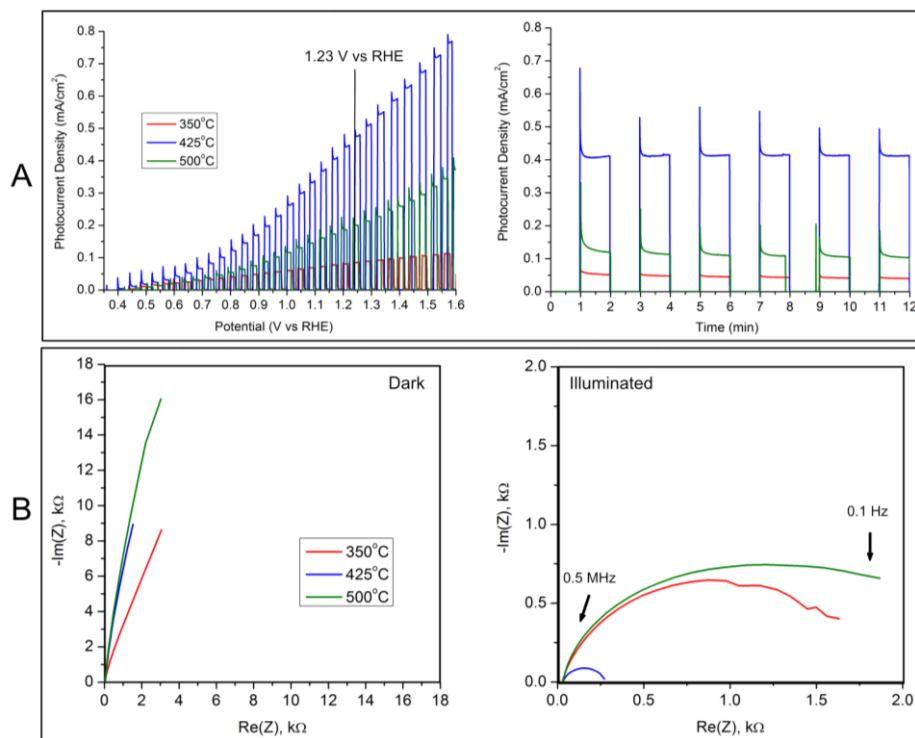 A
0.8
0.7
0.6
0.5
0.4
0.3
0.2
0.1
0.0
Photocurrent Density (mA/cm²)
1.23 V vs RHE
350°C
425°C
500°C
0.4 0.5 0.6 0.7 0.8 0.9 1.0 1.1 1.2 1.3 1.4 1.5 1.6
Potential (V vs RHE)
0.8
0.7
0.6
0.5
0.4
0.3
0.2
0.1
0.0
Photocurrent Density (mA/cm²)
0 1 2 3 4 5 6 7 8 9 10 11 12
Time (min)
B
18
16
14
12
10
8
6
4
2
0
-Im(Z), kΩ
Dark
350°C
425°C
500°C
0 2 4 6 8 10 12 14 16 18
Re(Z), kΩ
2.0
1.5
1.0
0.5
0.0
-Im(Z), kΩ
Illuminated
0.1 Hz
0.5 MHz
0.0 0.5 1.0 1.5 2.0
Re(Z), kΩ